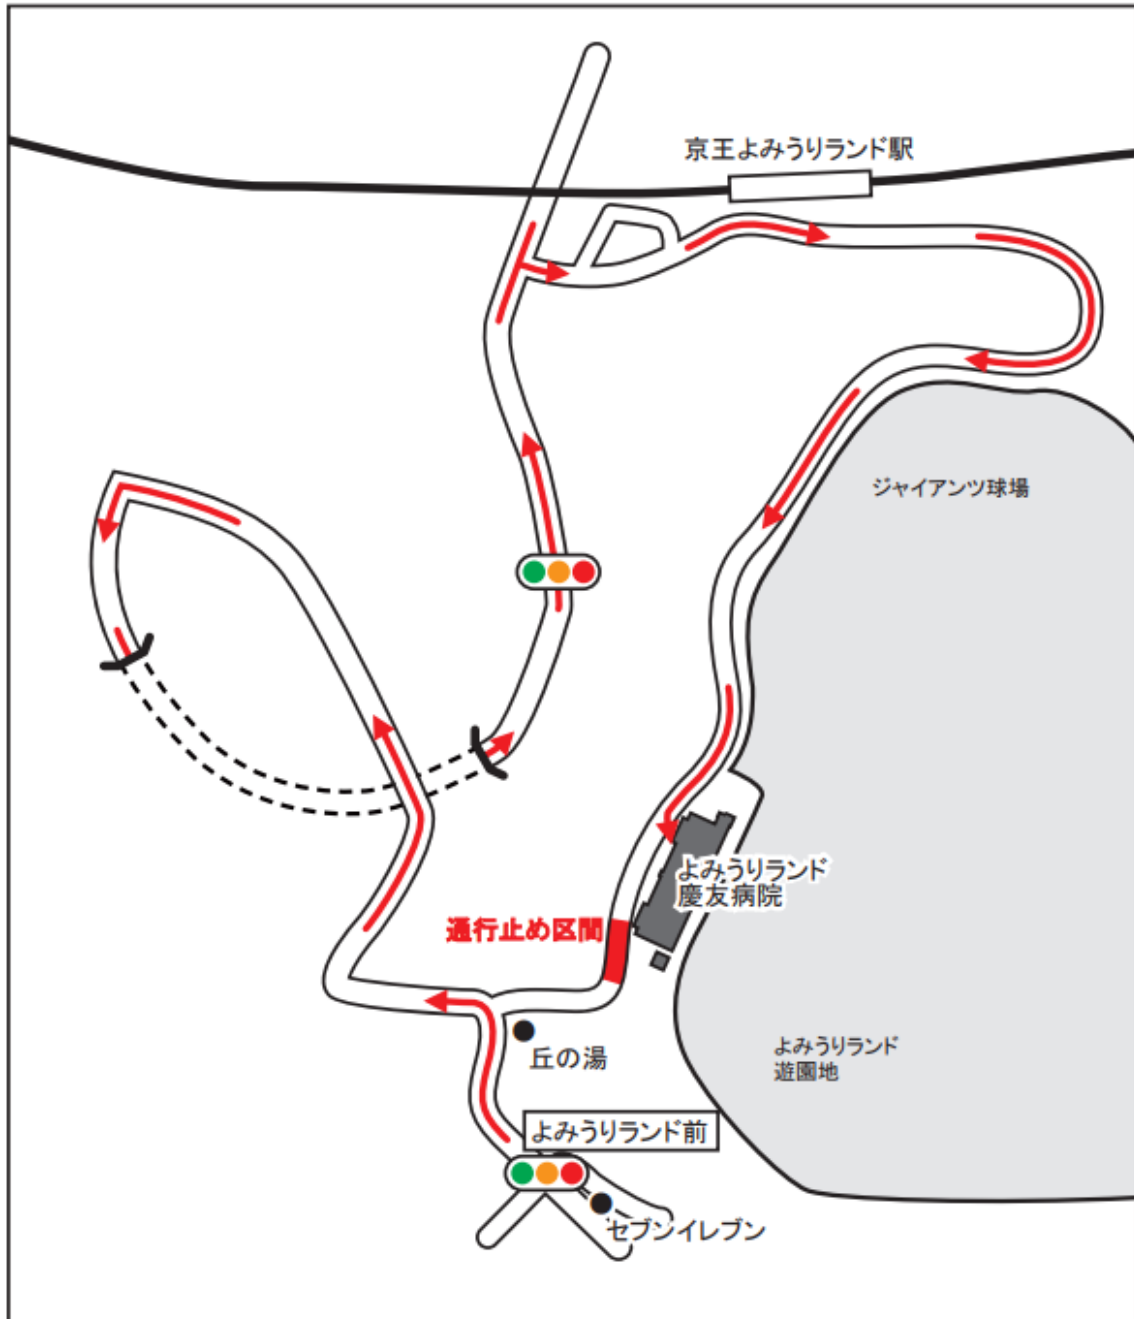 京王よみうりランド駅
ジャイアンツ球場
よみうりランド
慶友病院
通行止め区間
よみうりランド
遊園地
丘の湯
よみうりランド前
セブンイレブン